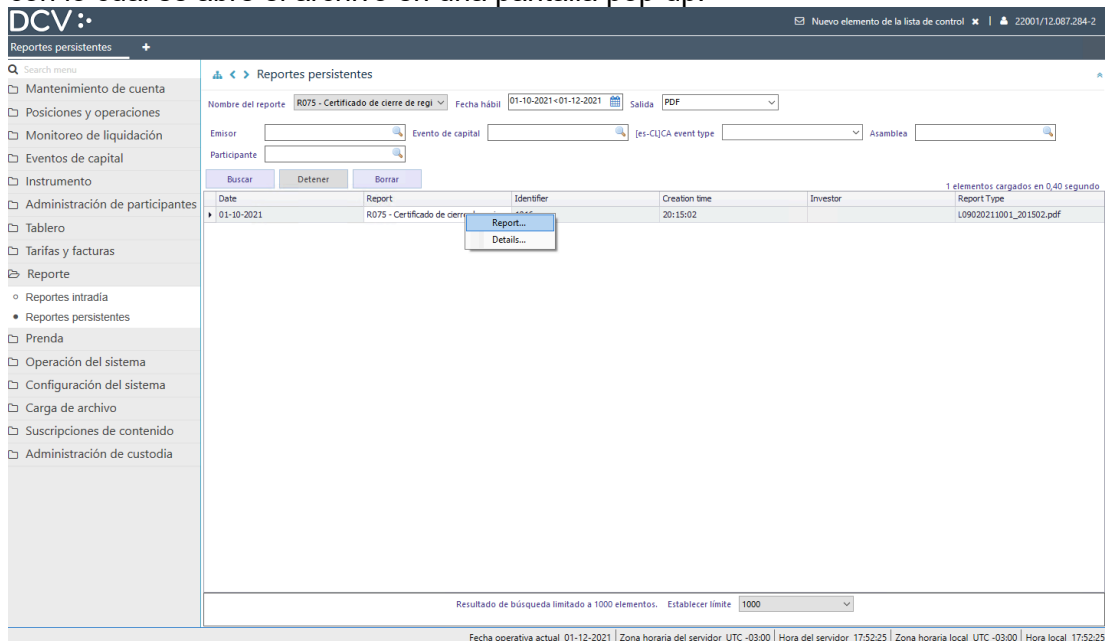 DCV
Nuevo elemento de la lista de control ✖ | 22001/12.087.284-2
Reportes persistentes +
Search menu
Mantenimiento de cuenta
Posiciones y operaciones
Monitoreo de liquidación
Eventos de capital
Instrumento
Administración de participantes
Tablero
Tarifas y facturas
Reporte
Reportes intradía
Reportes persistentes
Prenda
Operación del sistema
Configuración del sistema
Carga de archivo
Suscripciones de contenido
Administración de custodia
Reportes persistentes
Nombre del reporte R075 - Certificado de cierre de regi Fecha hábil 01-10-2021<01-12-2021 Salida PDF
Emisor Evento de capital [es-CL]CA event type Asamblea
Participante
Buscar Detener Borrar
1 elementos cargados en 0,40 segundo
Date Report Identifier Creation time Investor Report Type
01-10-2021 R075 - Certificado de cierre 20:15:02 L09020211001_201502.pdf
Report...
Details...
Resultado de búsqueda limitado a 1000 elementos. Establecer límite 1000
Fecha operativa actual 01-12-2021 Zona horaria del servidor UTC -03:00 Hora del servidor 17:52:25 Zona horaria local UTC -03:00 Hora local 17:52:25